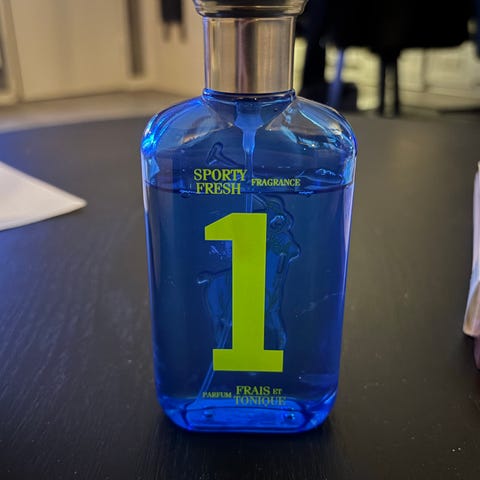 SPORTY
FRESH FRAGRANCE
1
PARFUM FRAIS ET
TONIQUE